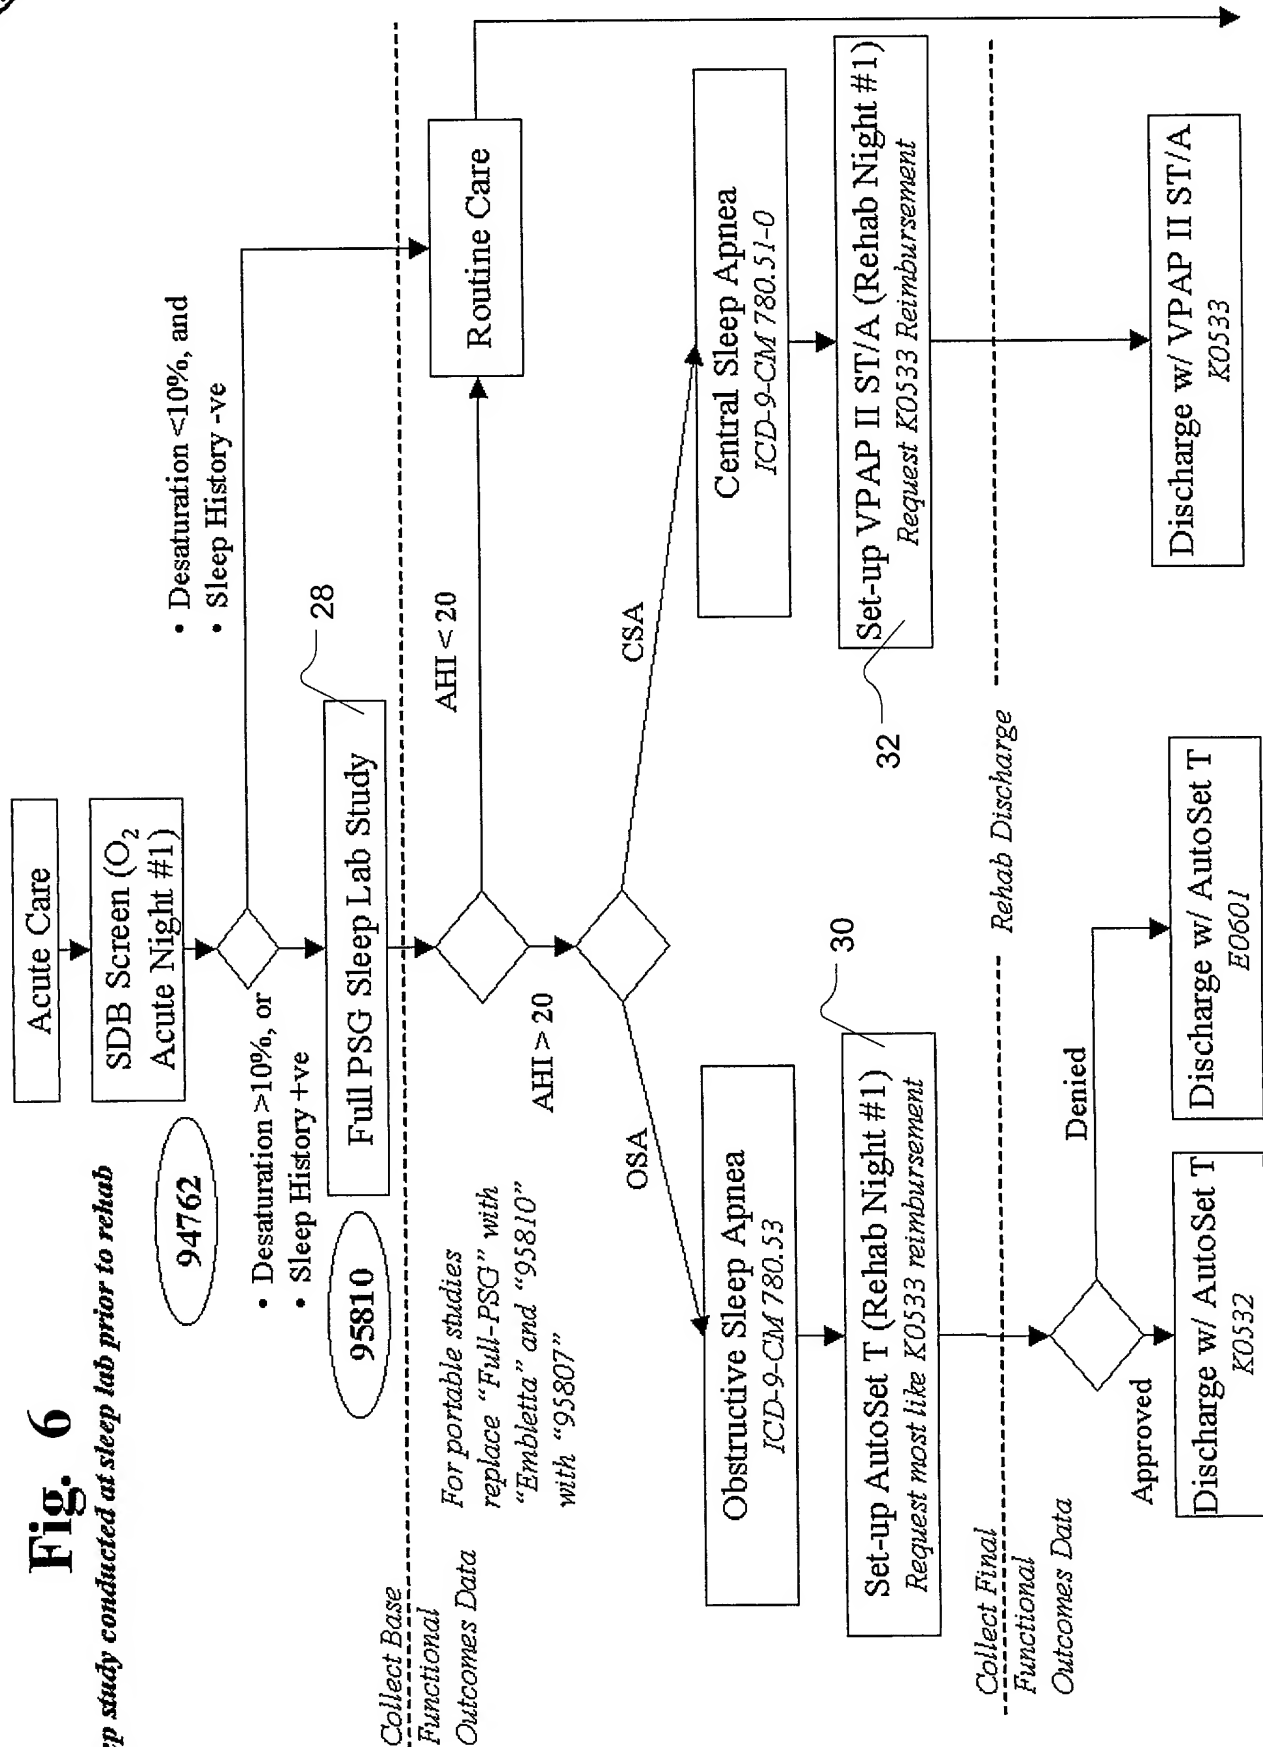 Fig. 6
study conducted at sleep lab prior to rehab
Acute Care
SDB Screen (O2
Acute Night #1)
94762
• Desaturation <10%, and
• Sleep History -ve
• Desaturation >10%, or
• Sleep History +ve
28
95810
Full PSG Sleep Lab Study
Collect Base
Functional
Outcomes Data
For portable studies
replace "Full-PSG" with
"Embletta" and "95810"
with "95807"
AHI < 20
Routine Care
AHI > 20
OSA
CSA
Obstructive Sleep Apnea
ICD-9-CM 780.53
Central Sleep Apnea
ICD-9-CM 780.51-0
30
Set-up AutoSet T (Rehab Night #1)
Request most like K0533 reimbursement
32
Set-up VPAP II ST/A (Rehab Night #1)
Request K0533 Reimbursement
Collect Final
Functional
Outcomes Data
Rehab Discharge
Approved
Denied
Discharge w/ AutoSet T
K0532
Discharge w/ AutoSet T
E0601
Discharge w/ VPAP II ST/A
K0533